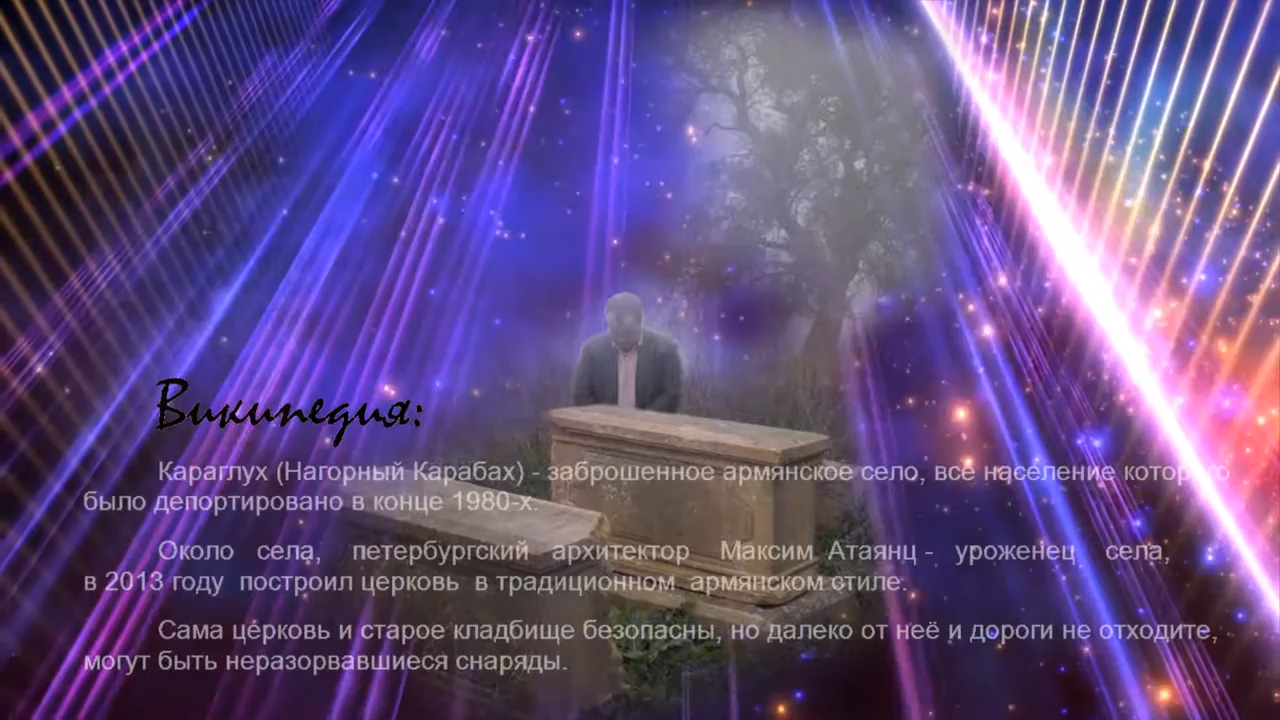 Википедия:
Караглух (Нагорный Карабах) - заброшенное армянское село, всё население которого
было депортировано в конце 1980-х.
Около села, петербургский архитектор Максим Атаянц - уроженец села,
в 2013 году построил церковь в традиционном армянском стиле.
Сама церковь и старое кладбище безопасны, но далеко от неё и дороги не отходите,
могут быть неразорвавшиеся снаряды.